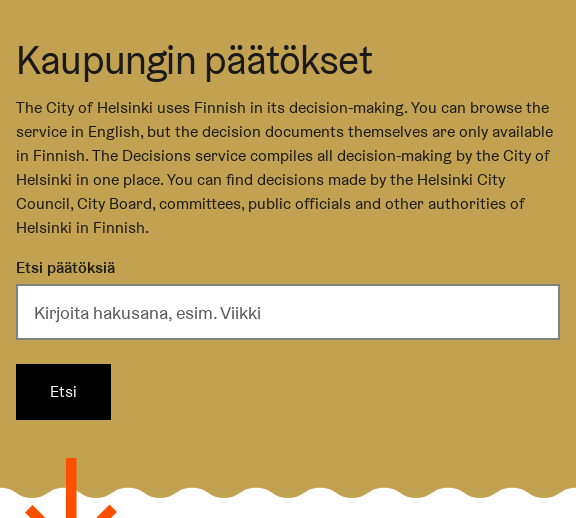 Kaupungin päätökset
The City of Helsinki uses Finnish in its decision-making. You can browse the
service in English, but the decision documents themselves are only available
in Finnish. The Decisions service compiles all decision-making by the City of
Helsinki in one place. You can find decisions made by the Helsinki City
Council, City Board, committees, public officials and other authorities of
Helsinki in Finnish.
Etsi päätöksiä
Kirjoita hakusana, esim. Viikki
Etsi